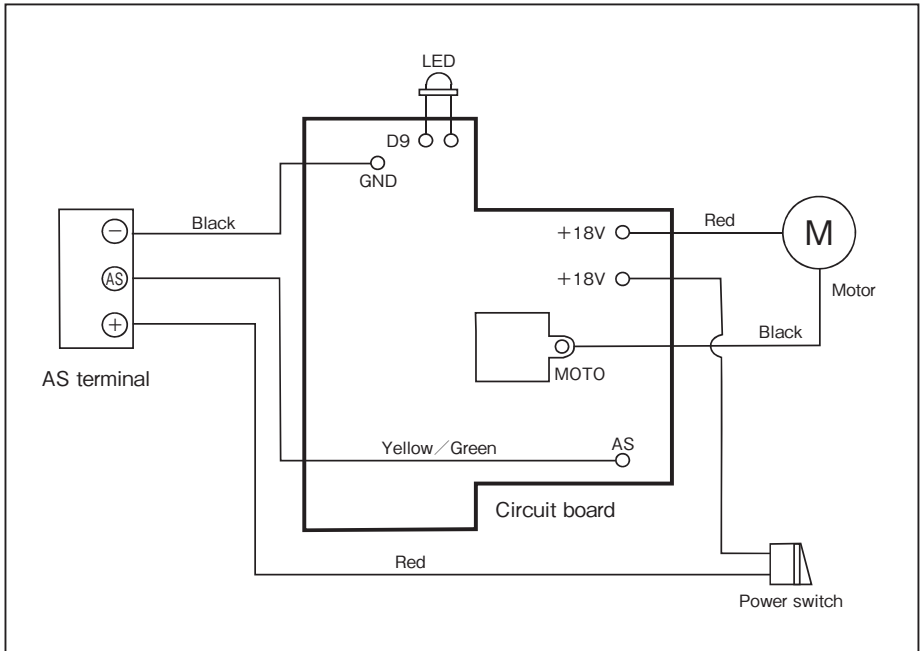 LED
D9
GND
Black
−
AS
+
AS terminal
+18V
Red
M
Motor
+18V
Black
MOTO
Yellow／Green
AS
Circuit board
Red
Power switch